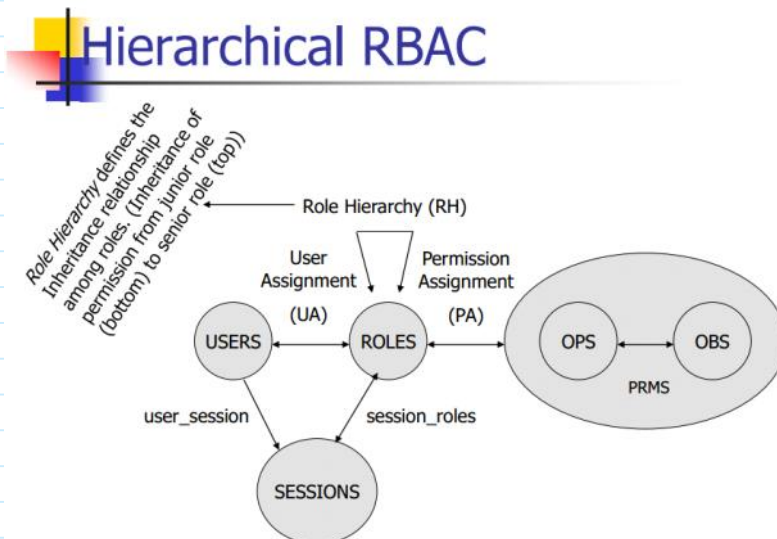 Hierarchical RBAC
Role Hierarchy defines the
Inheritance relationship
among roles. (Inheritance of
permission from junior role
(bottom) to senior role (top))
Role Hierarchy (RH)
User
Assignment
(UA)
Permission
Assignment
(PA)
USERS
ROLES
OPS
OBS
PRMS
user_session
session_roles
SESSIONS